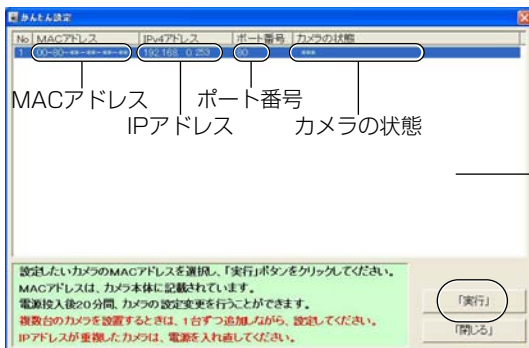 かんたん設定
No MACアドレス IPv4アドレス ポート番号 カメラの状態
1 00-80-**-**-**-** 192.168. 0.253 80 ***
MACアドレス ポート番号
IPアドレス カメラの状態
設定したいカメラのMACアドレスを選択し、「実行」ボタンをクリックしてください。
MACアドレスは、カメラ本体に記載されています。
電源投入後20分間、カメラの設定変更を行うことができます。
複数台のカメラを設置するときは、1台ずつ追加しながら、設定してください。
IPアドレスが重複したカメラは、電源を入れ直してください。
「実行」
「閉じる」